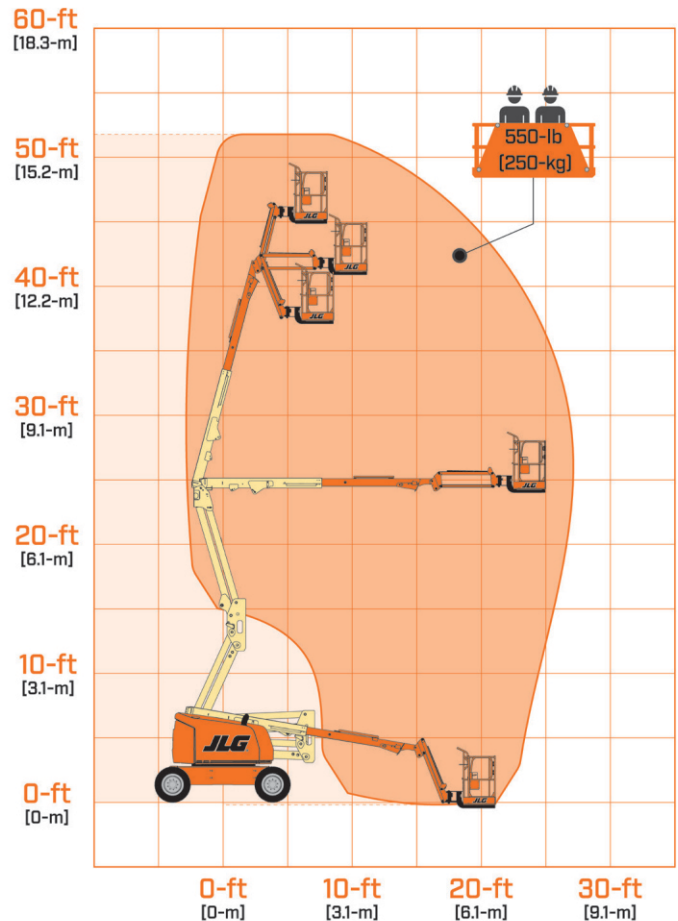 60-ft
[18.3-m]
50-ft
[15.2-m]
40-ft
[12.2-m]
30-ft
[9.1-m]
20-ft
[6.1-m]
10-ft
[3.1-m]
0-ft
[0-m]
550-lb
(250-kg)
JLG
JLG
JLG
JLG
JLG
JLG
0-ft
[0-m]
10-ft
[3.1-m]
20-ft
[6.1-m]
30-ft
[9.1-m]